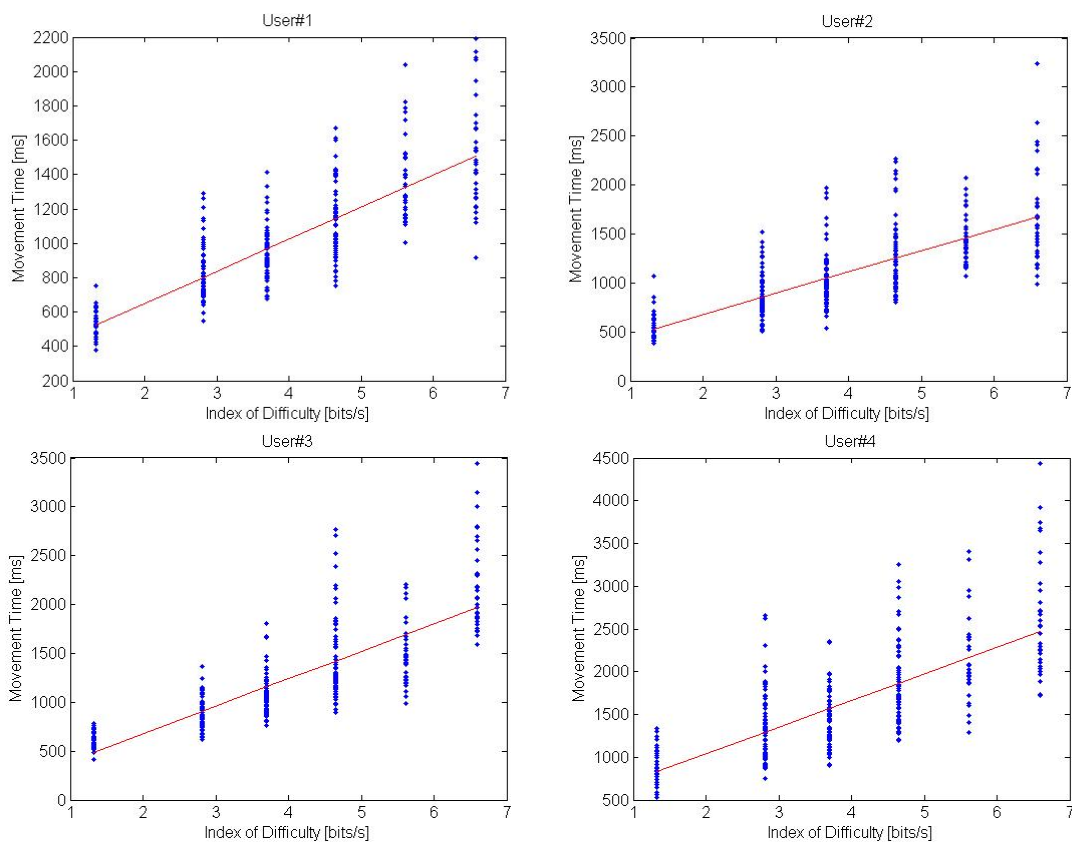 User#1
2200
2000
1800
1600
1400
1200
1000
800
600
400
200
Movement Time [ms]
1 2 3 4 5 6 7
Index of Difficulty [bits/s]
User#2
3500
3000
2500
2000
1500
1000
500
0
Movement Time [ms]
1 2 3 4 5 6 7
Index of Difficulty [bits/s]
User#3
3500
3000
2500
2000
1500
1000
500
0
Movement Time [ms]
1 2 3 4 5 6 7
Index of Difficulty [bits/s]
User#4
4500
4000
3500
3000
2500
2000
1500
1000
500
Movement Time [ms]
1 2 3 4 5 6 7
Index of Difficulty [bits/s]